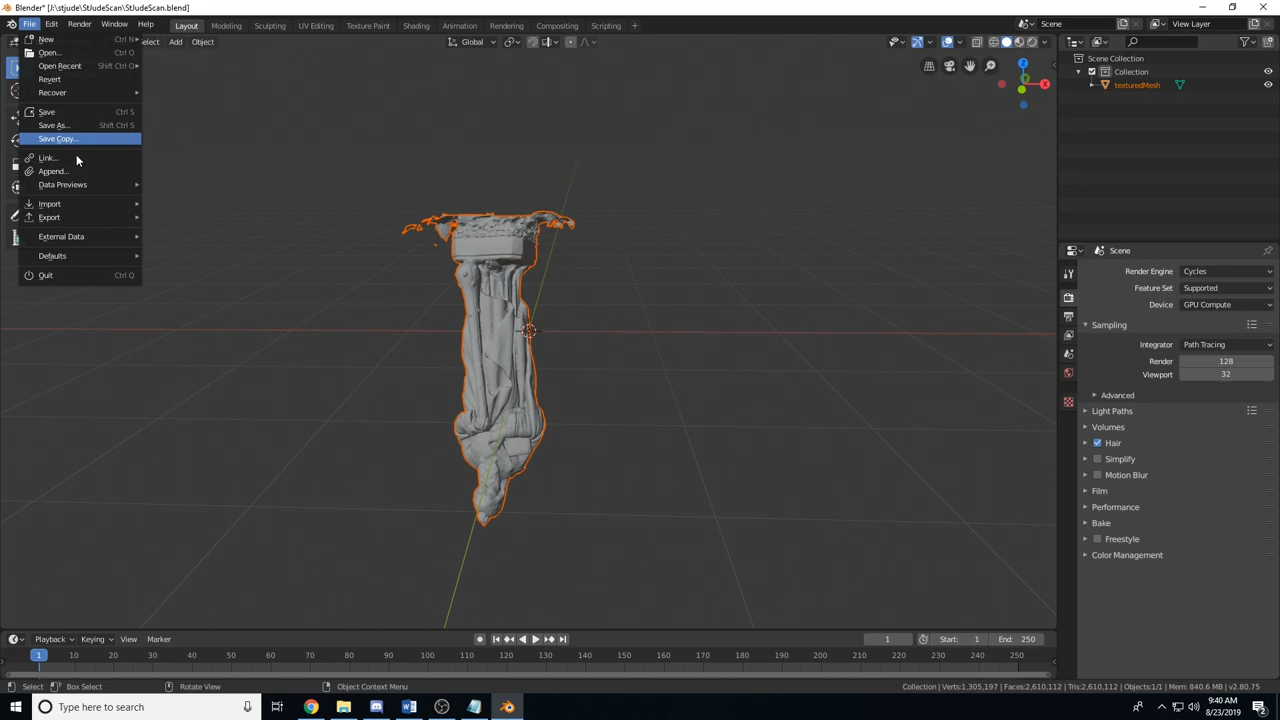 Blender* [J:\stjude\StJudeScan\StJudeScan.blend]
File Edit Render Window Help Layout Modeling Sculpting UV Editing Texture Paint Shading Animation Rendering Compositing Scripting + Scene View Layer
Select Add Object Global
New Ctrl N
Open... Ctrl O
Open Recent Shift Ctrl O
Revert
Recover
Save Ctrl S
Save As... Shift Ctrl S
Save Copy...
Link...
Append...
Data Previews
Import
Export
External Data
Defaults
Quit Ctrl Q
Z
X
Scene Collection
Collection
texturedMesh
Scene
Render Engine Cycles
Feature Set Supported
Device GPU Compute
Sampling
Integrator Path Tracing
Render 128
Viewport 32
Advanced
Light Paths
Volumes
Hair
Simplify
Motion Blur
Film
Performance
Bake
Freestyle
Color Management
Playback Keying View Marker 1 Start: 1 End: 250
1 10 20 30 40 50 60 70 80 90 100 110 120 130 140 150 160 170 180 190 200 210 220 230 240 250
Select Box Select Rotate View Object Context Menu Collection | Verts:1,305,197 | Faces:2,610,112 | Tris:2,610,112 | Objects:1/1 | Mem: 840.6 MB | v2.80.75
Type here to search
9:40 AM
8/23/2019
2